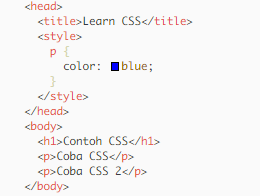 <head>
<title>Learn CSS</title>
<style>
p {
color: blue;
}
</style>
</head>
<body>
<h1>Contoh CSS</h1>
<p>Coba CSS</p>
<p>Coba CSS 2</p>
</body>